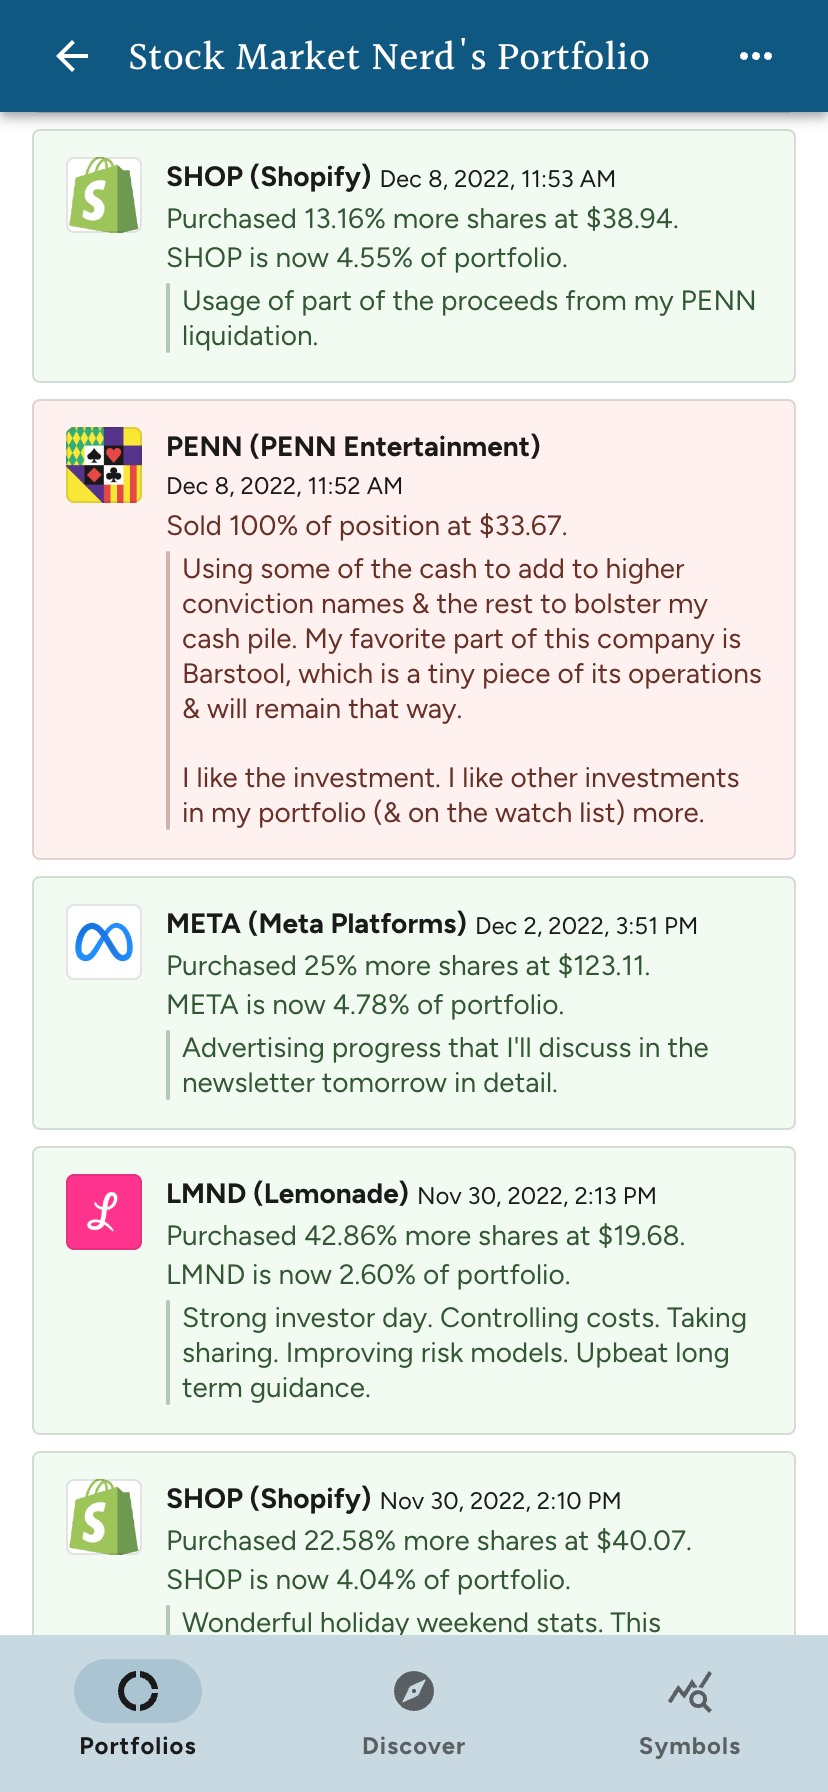 Stock Market Nerd's Portfolio
S
SHOP (Shopify) Dec 8, 2022, 11:53 AM
Purchased 13.16% more shares at $38.94.
SHOP is now 4.55% of portfolio.
Usage of part of the proceeds from my PENN
liquidation.
PENN (PENN Entertainment)
Dec 8, 2022, 11:52 AM
Sold 100% of position at $33.67.
Using some of the cash to add to higher
conviction names & the rest to bolster my
cash pile. My favorite part of this company is
Barstool, which is a tiny piece of its operations
& will remain that way.
I like the investment. I like other investments
in my portfolio (& on the watch list) more.
META (Meta Platforms) Dec 2, 2022, 3:51 PM
Purchased 25% more shares at $123.11.
META is now 4.78% of portfolio.
Advertising progress that I'll discuss in the
newsletter tomorrow in detail.
L
LMND (Lemonade) Nov 30, 2022, 2:13 PM
Purchased 42.86% more shares at $19.68.
LMND is now 2.60% of portfolio.
Strong investor day. Controlling costs. Taking
sharing. Improving risk models. Upbeat long
term guidance.
S
SHOP (Shopify) Nov 30, 2022, 2:10 PM
Purchased 22.58% more shares at $40.07.
SHOP is now 4.04% of portfolio.
Wonderful holiday weekend stats. This
Portfolios
Discover
Symbols